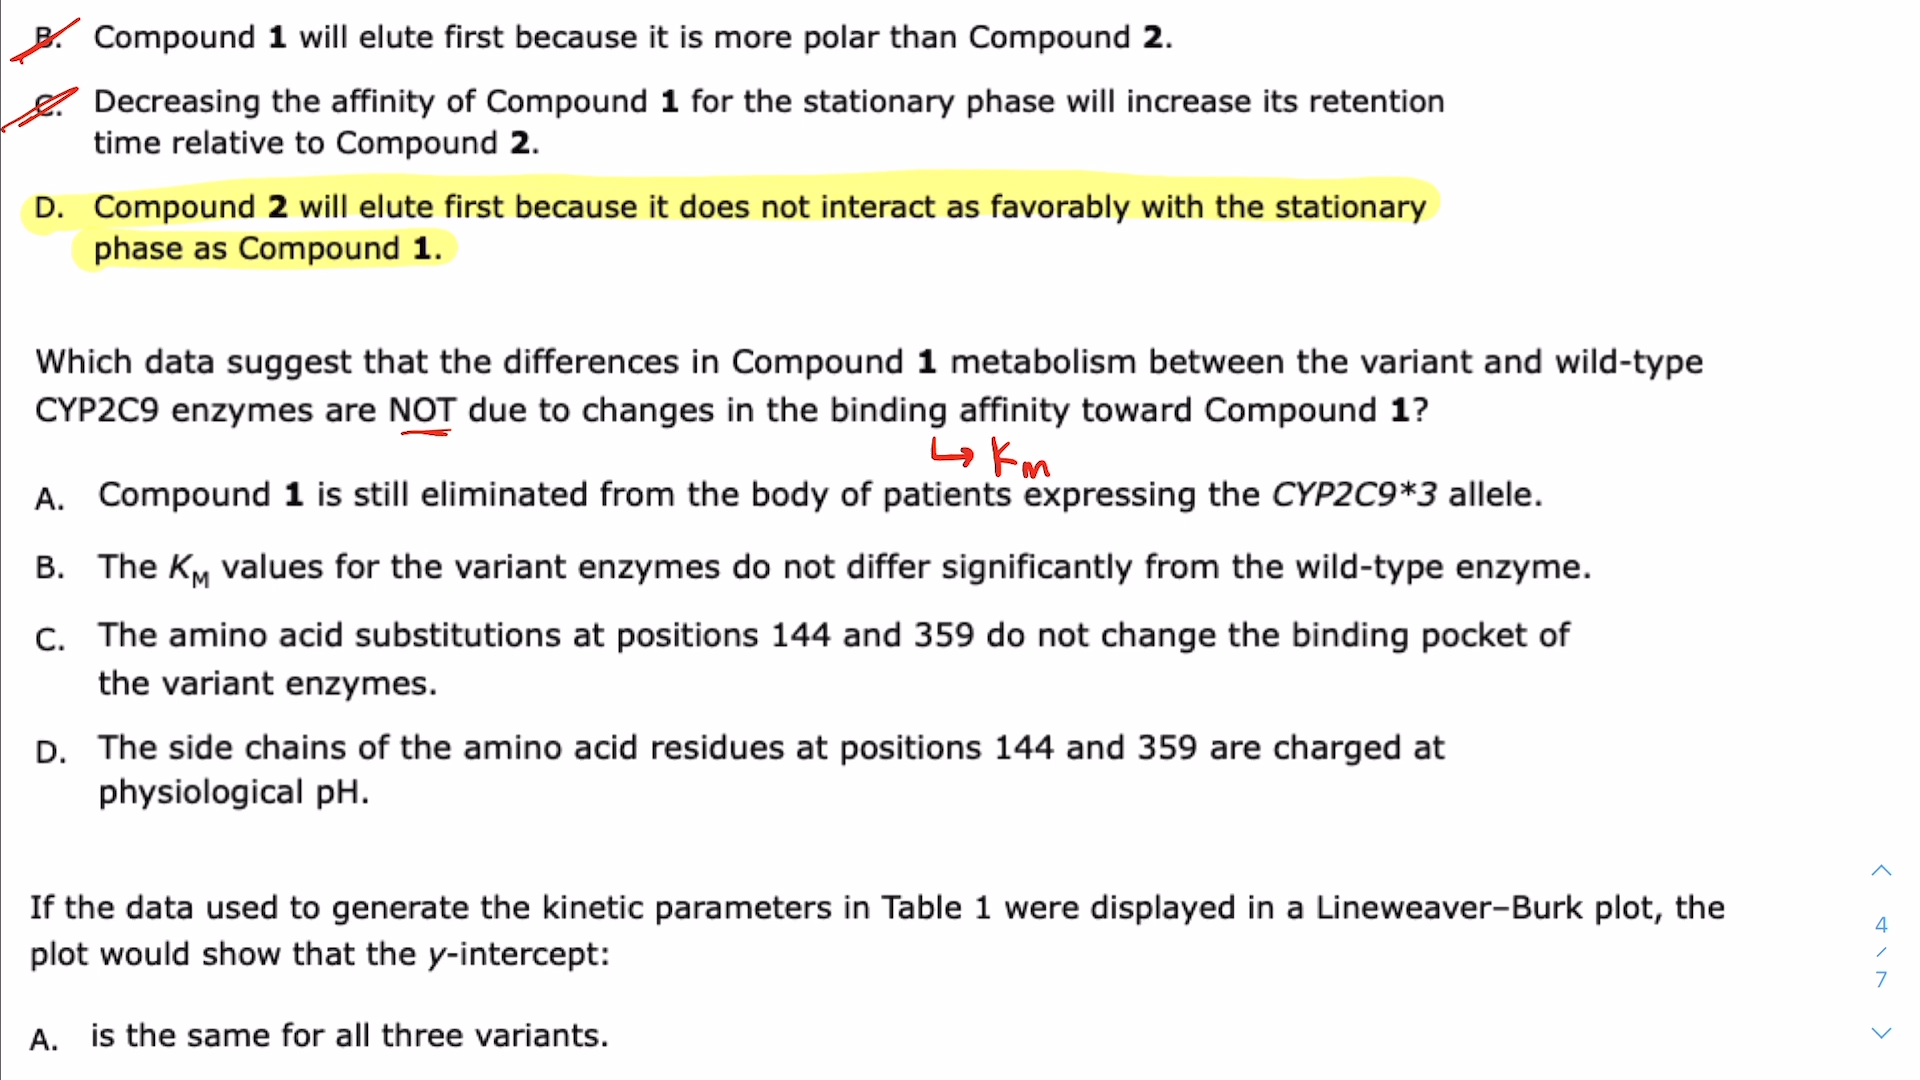 B. Compound 1 will elute first because it is more polar than Compound 2.
C. Decreasing the affinity of Compound 1 for the stationary phase will increase its retention
time relative to Compound 2.
D. Compound 2 will elute first because it does not interact as favorably with the stationary
phase as Compound 1.
Which data suggest that the differences in Compound 1 metabolism between the variant and wild-type
CYP2C9 enzymes are NOT due to changes in the binding affinity toward Compound 1?
↳ Km
A. Compound 1 is still eliminated from the body of patients expressing the CYP2C9*3 allele.
B. The KM values for the variant enzymes do not differ significantly from the wild-type enzyme.
C. The amino acid substitutions at positions 144 and 359 do not change the binding pocket of
the variant enzymes.
D. The side chains of the amino acid residues at positions 144 and 359 are charged at
physiological pH.
If the data used to generate the kinetic parameters in Table 1 were displayed in a Lineweaver–Burk plot, the
plot would show that the y-intercept:
A. is the same for all three variants.
4
/
7